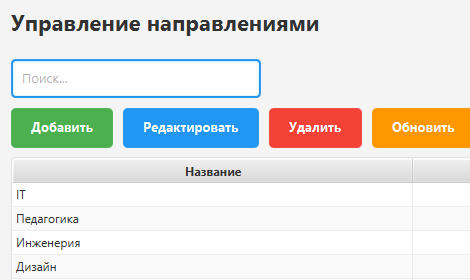 Управление направлениями
Поиск...
Добавить Редактировать Удалить Обновить
Название
IT
Педагогика
Инженерия
Дизайн